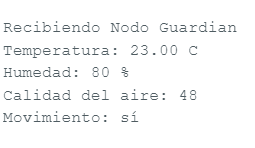 Recibiendo Nodo Guardian
Temperatura: 23.00 C
Humedad: 80 %
Calidad del aire: 48
Movimiento: sí